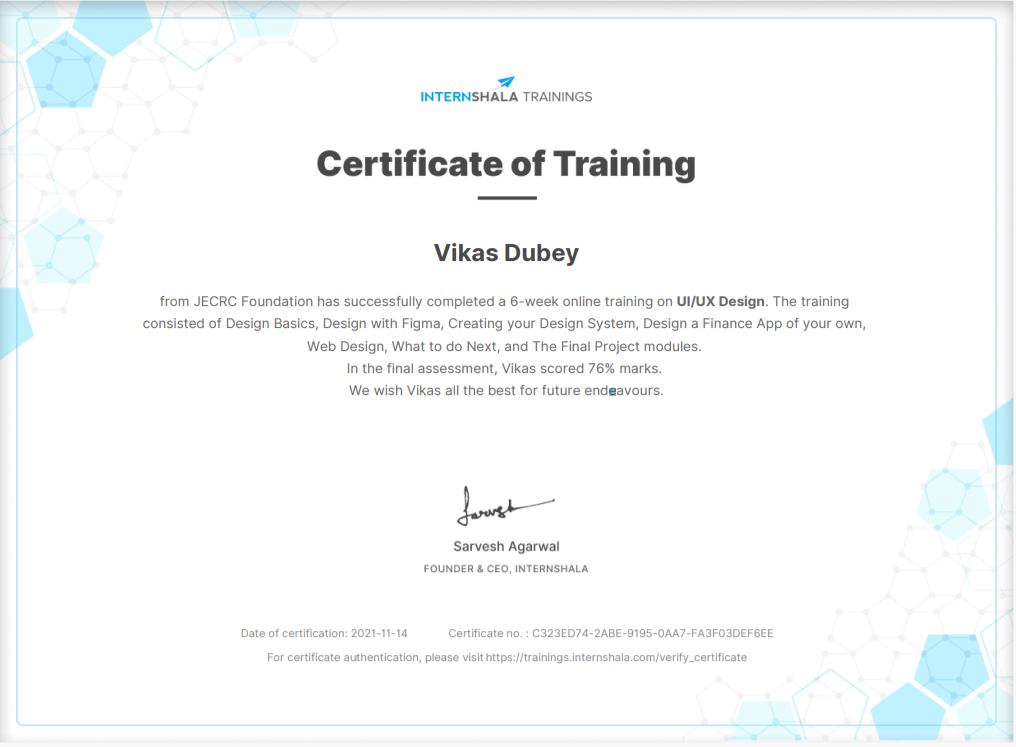 INTERNSHALA TRAININGS
Certificate of Training
Vikas Dubey
from JECRC Foundation has successfully completed a 6-week online training on UI/UX Design. The training
consisted of Design Basics, Design with Figma, Creating your Design System, Design a Finance App of your own,
Web Design, What to do Next, and The Final Project modules.
In the final assessment, Vikas scored 76% marks.
We wish Vikas all the best for future endeavours.
Sarvesh
Sarvesh Agarwal
FOUNDER & CEO, INTERNSHALA
Date of certification: 2021-11-14 Certificate no. : C323ED74-2ABE-9195-0AA7-FA3F03DEF6EE
For certificate authentication, please visit https://trainings.internshala.com/verify_certificate